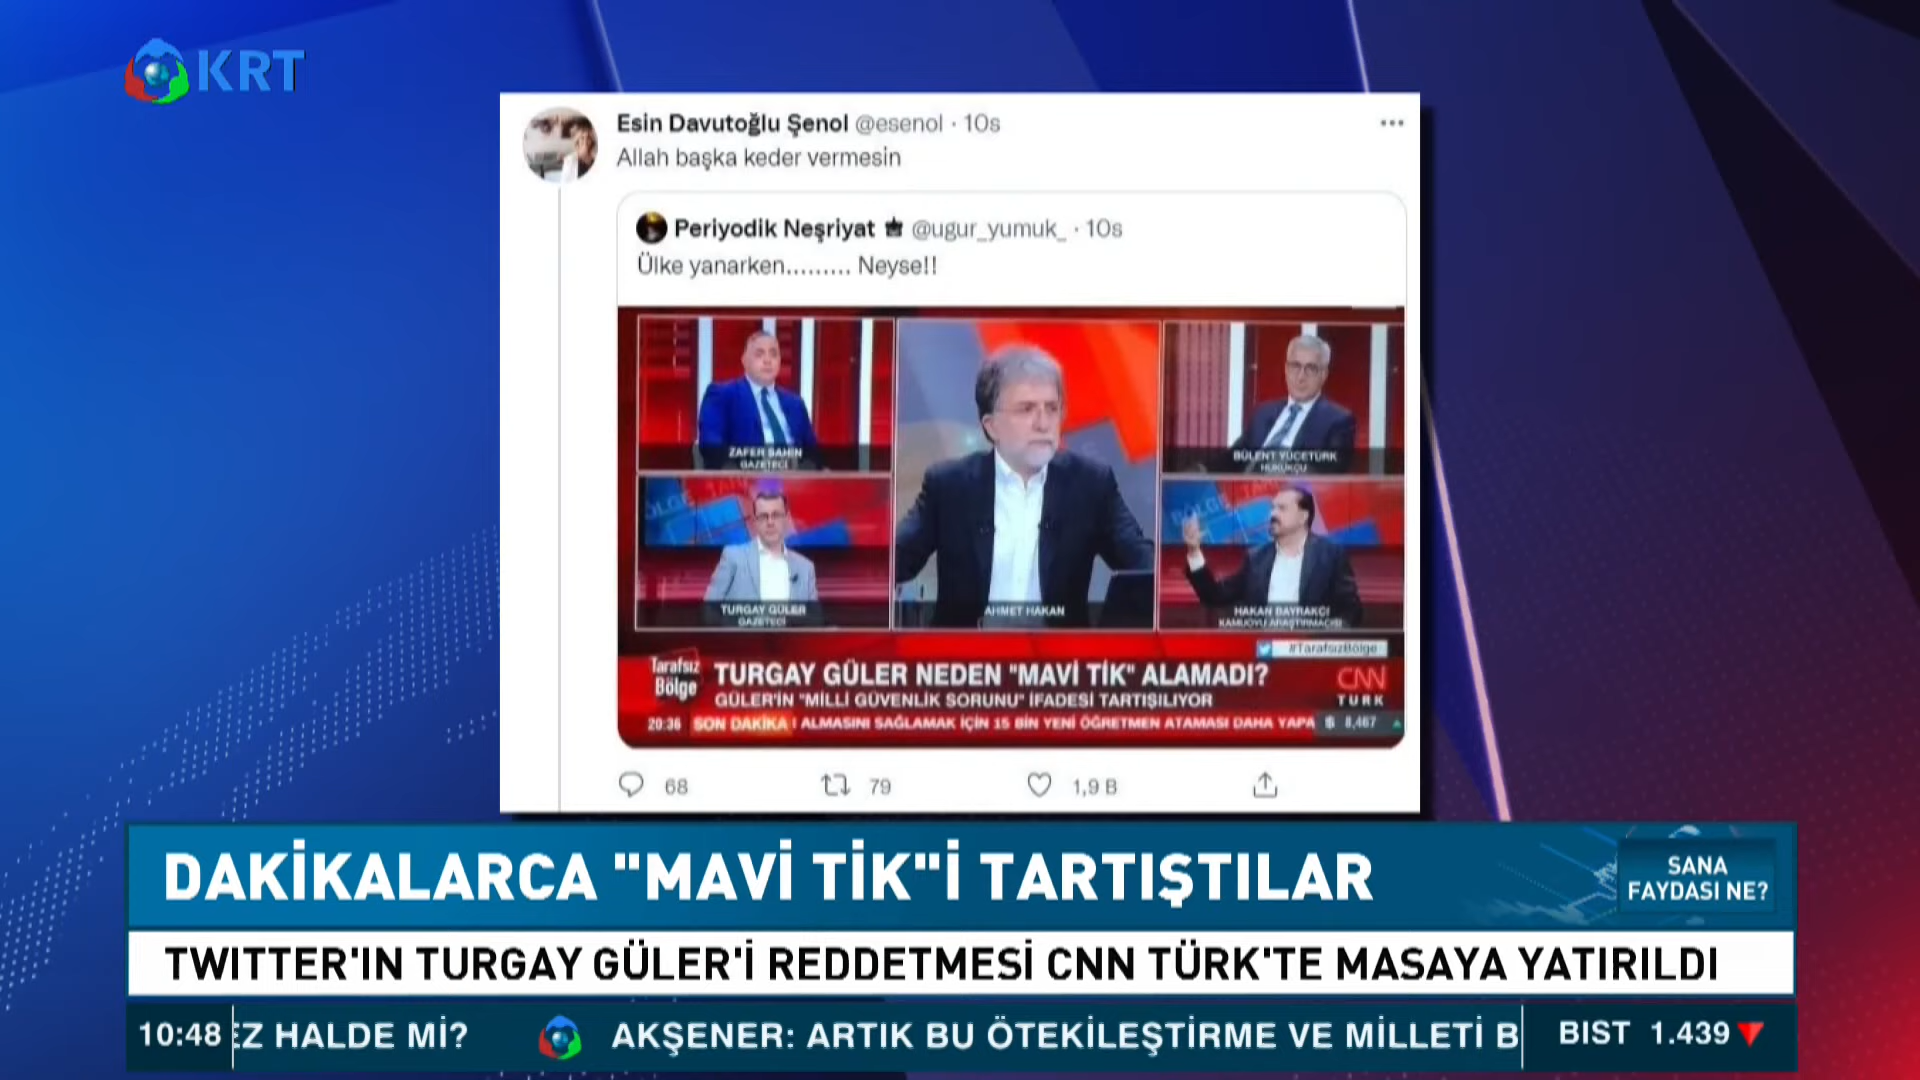 KRT
Esin Davutoğlu Şenol @esenol · 10s
Allah başka keder vermesin
Periyodik Neşriyat @ugur_yumuk_ · 10s
Ülke yanarken......... Neyse!!
ZAFER ŞAHİN
GAZETECİ
BÜLENT YÜCETÜRK
HUKUKÇU
TURGAY GÜLER
GAZETECİ
AHMET HAKAN
HAKAN BAYRAKÇI
KAMUOYU ARAŞTIRMACISI
#TarafsızBölge
Tarafsız
Bölge
TURGAY GÜLER NEDEN "MAVİ TİK" ALAMADI?
GÜLER'İN "MİLLİ GÜVENLİK SORUNU" İFADESİ TARTIŞILIYOR
CNN
TURK
20:36 SON DAKİKA ALMASINI SAĞLAMAK İÇİN 15 BİN YENİ ÖĞRETMEN ATAMASI DAHA YAPA $ 8,467
68 79 1,9 B
DAKİKALARCA "MAVİ TİK"İ TARTIŞTILAR
SANA
FAYDASI NE?
TWITTER'IN TURGAY GÜLER'İ REDDETMESİ CNN TÜRK'TE MASAYA YATIRILDI
10:48 EZ HALDE Mİ? AKŞENER: ARTIK BU ÖTEKİLEŞTİRME VE MİLLETİ B BIST 1.439